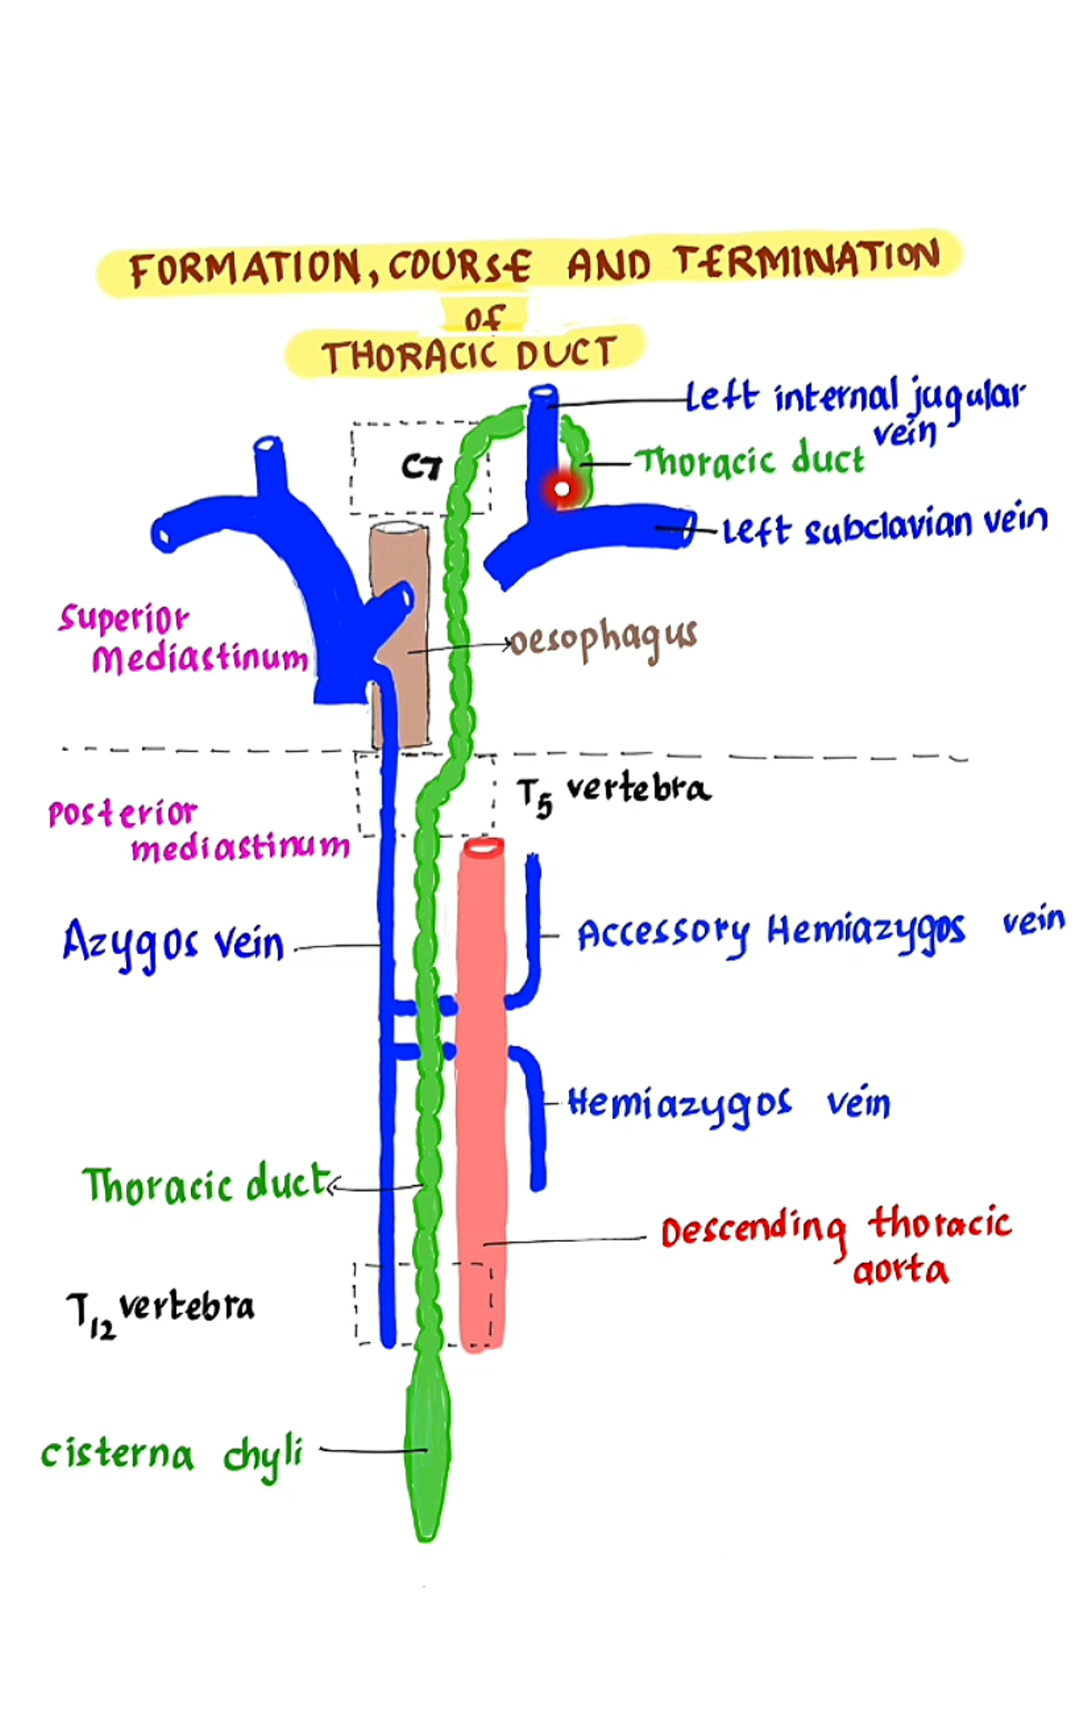 FORMATION, COURSE AND TERMINATION
of
THORACIC DUCT
Left internal jugular
vein
C7
Thoracic duct
Left subclavian vein
Superior
Mediastinum
oesophagus
T5 vertebra
Posterior
mediastinum
Azygos vein
Accessory Hemiazygos vein
Hemiazygos vein
Thoracic duct
Descending thoracic
aorta
T12 vertebra
cisterna chyli